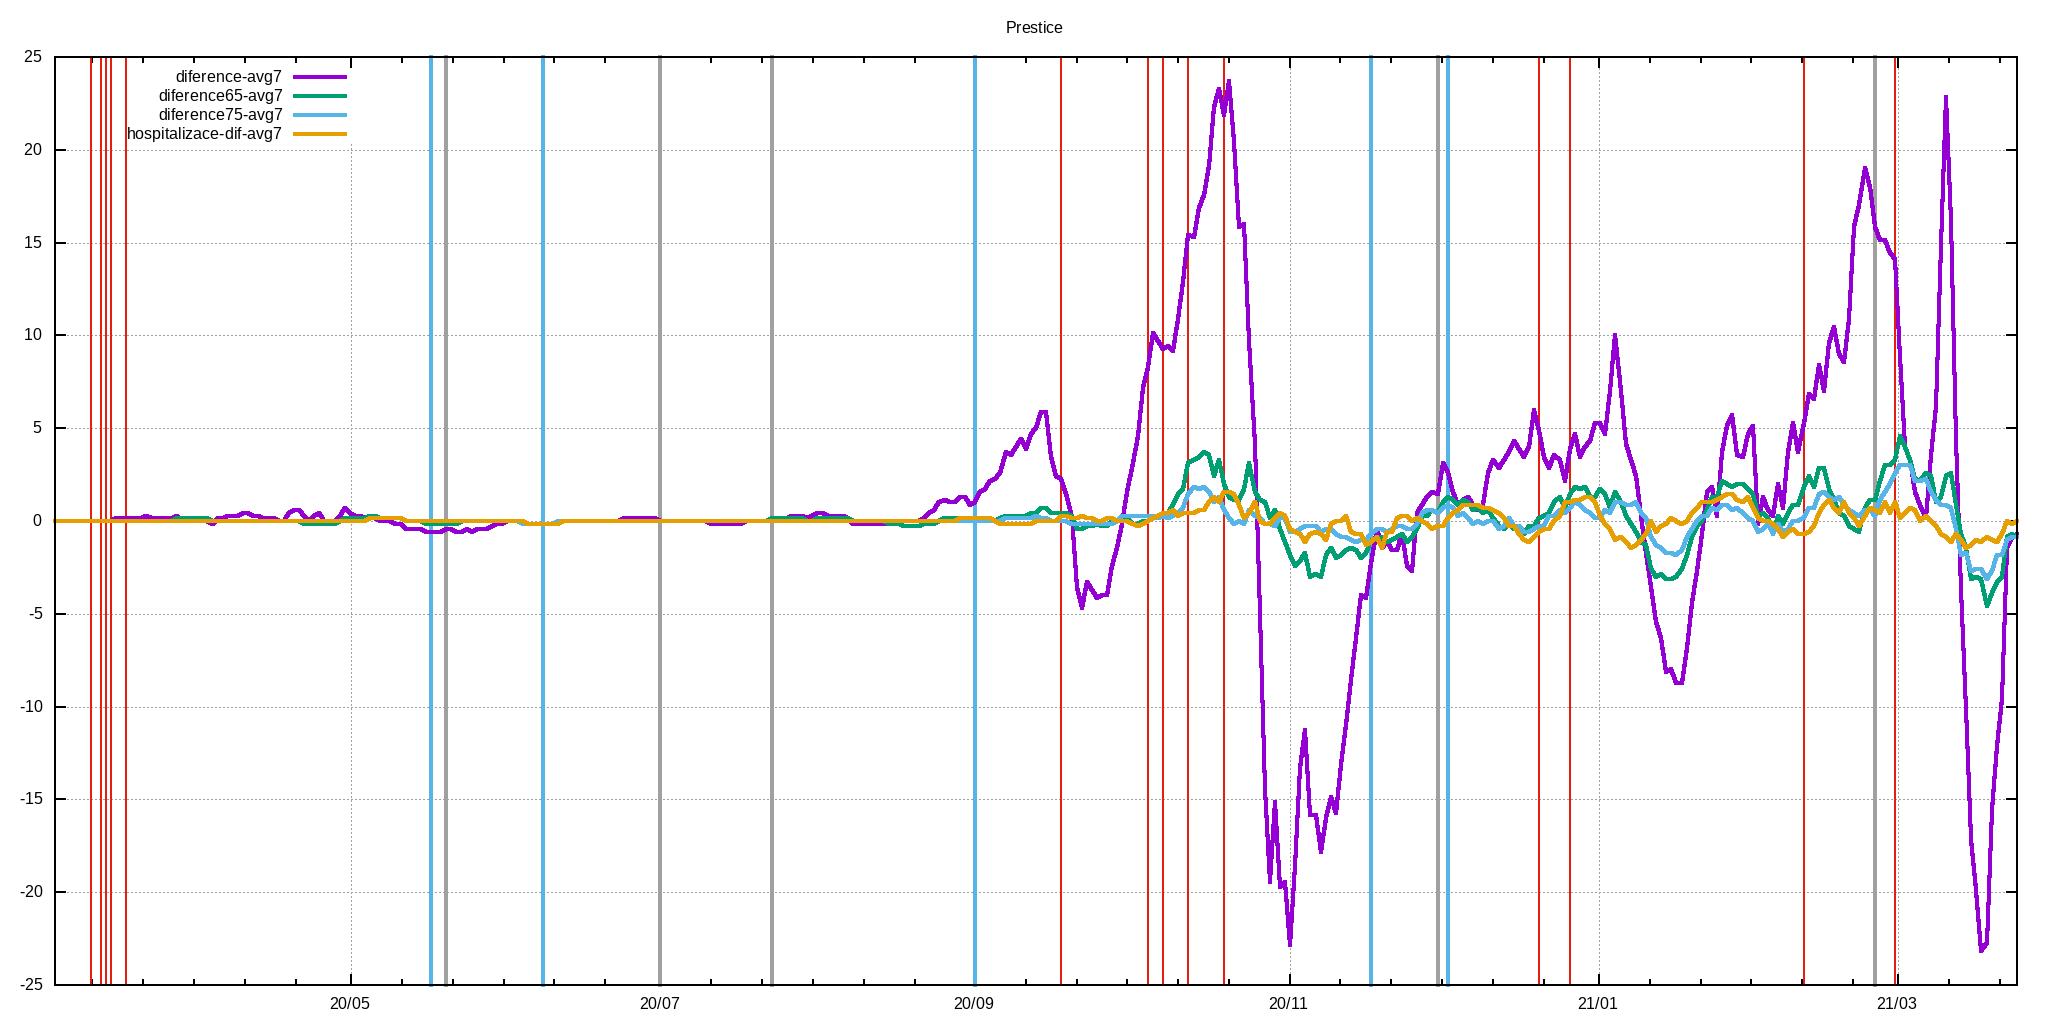 Prestice
25
diference-avg7
diference65-avg7
diference75-avg7
hospitalizace-dif-avg7
20
15
10
5
0
-5
-10
-15
-20
-25
20/05 20/07 20/09 20/11 21/01 21/03